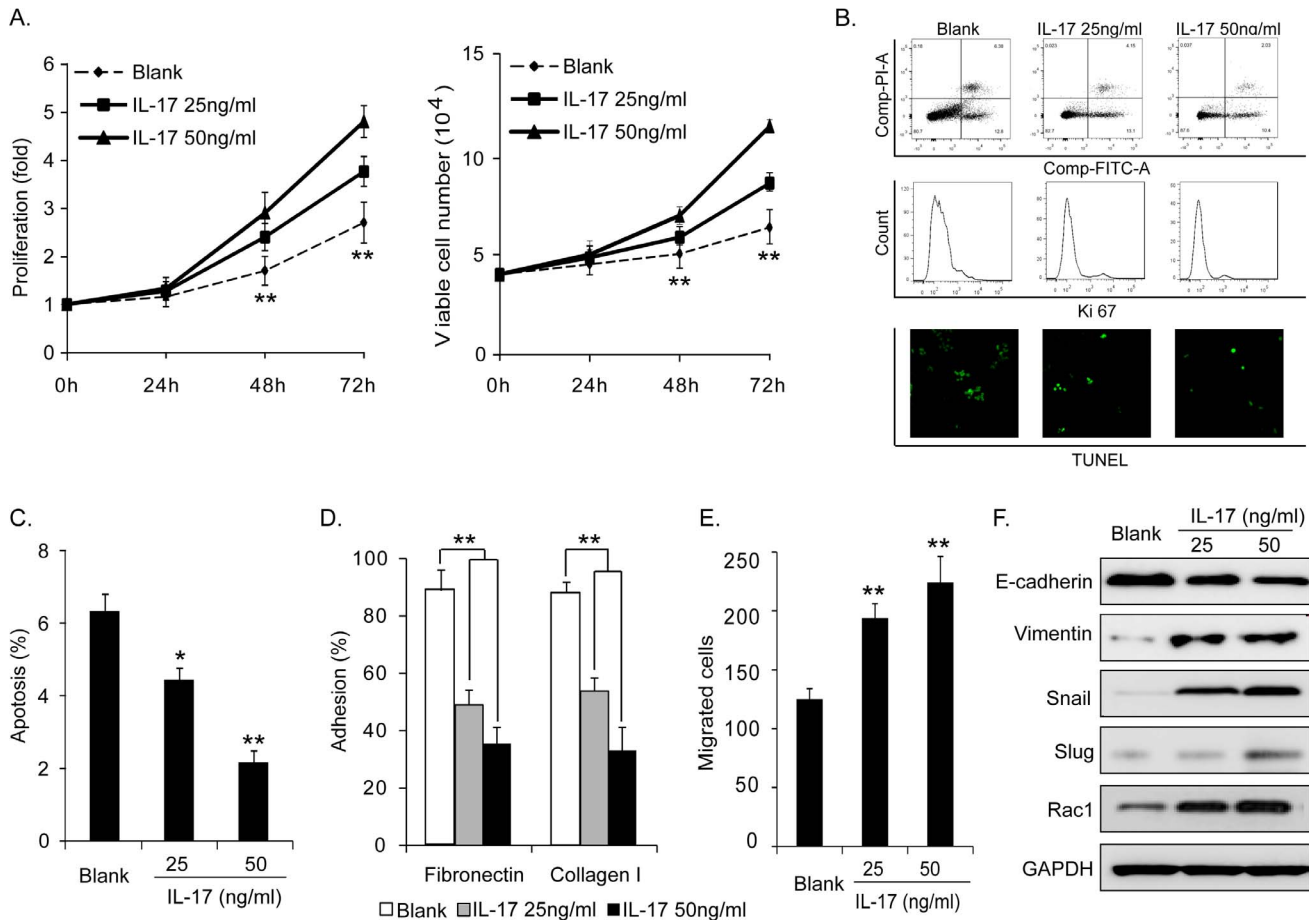 A.
Proliferation (fold)
6
5
4
3
2
1
0
0h 24h 48h 72h
Blank
IL-17 25ng/ml
IL-17 50ng/ml
**
**
Viable cell number (10⁴)
15
10
5
0
0h 24h 48h 72h
Blank
IL-17 25ng/ml
IL-17 50ng/ml
**
**
B.
Blank IL-17 25ng/ml IL-17 50ng/ml
Comp-PI-A
Comp-FITC-A
Count
120
90
60
30
0
Ki 67
TUNEL
C.
Apotosis (%)
8
6
4
2
0
*
**
Blank 25 50
IL-17 (ng/ml)
D.
Adhesion (%)
100
80
60
40
20
0
** **
Fibronectin Collagen I
Blank IL-17 25ng/ml IL-17 50ng/ml
E.
Migrated cells
250
200
150
100
50
0
**
**
Blank 25 50
IL-17 (ng/ml)
F.
IL-17 (ng/ml)
Blank 25 50
E-cadherin
Vimentin
Snail
Slug
Rac1
GAPDH